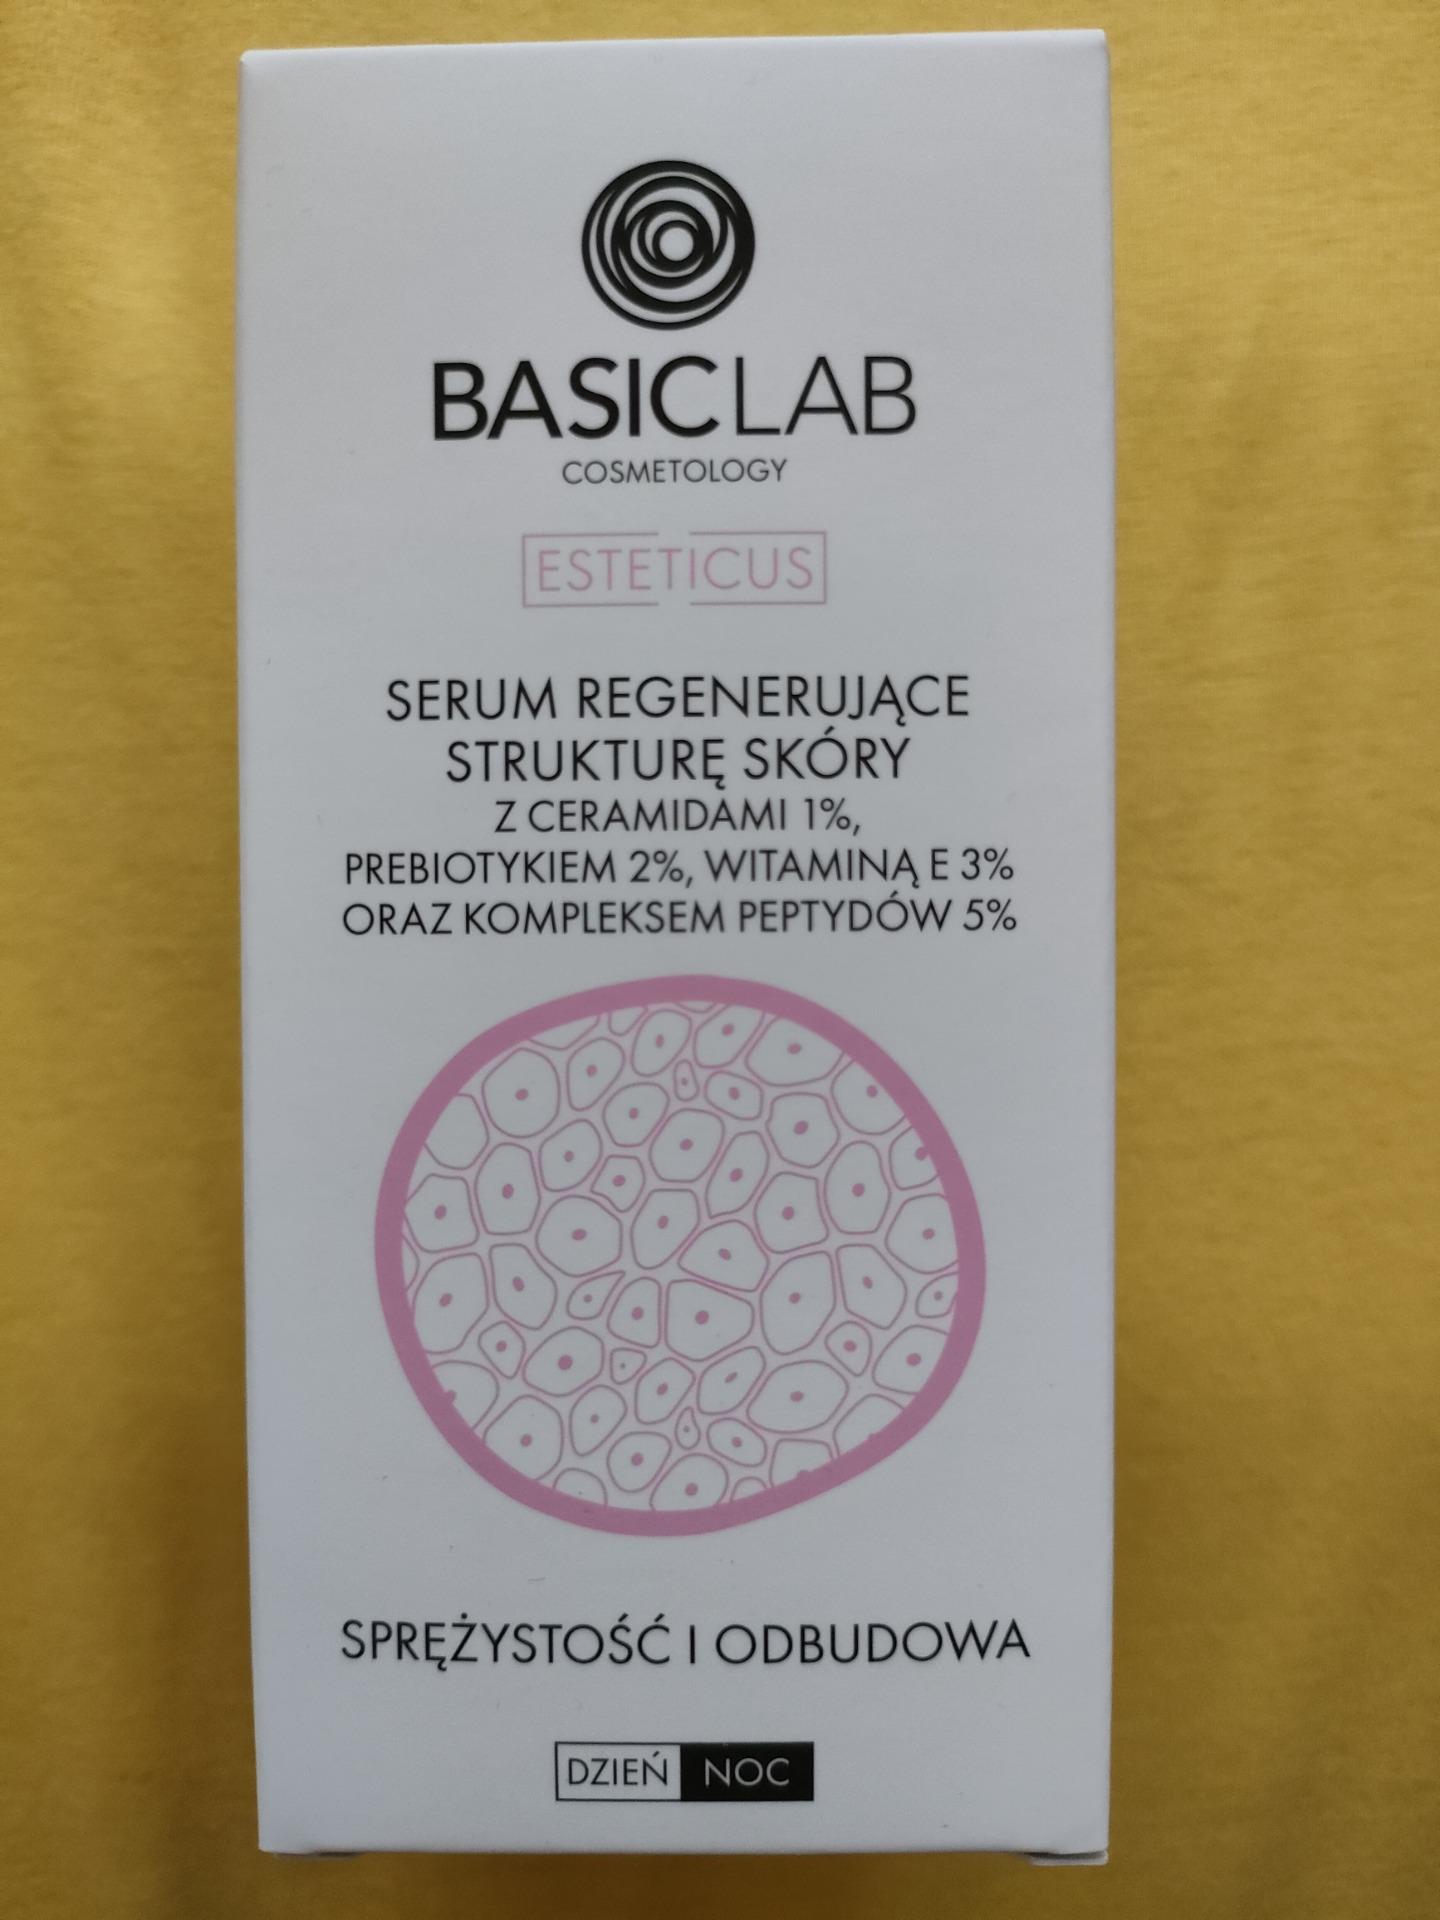 BASICLAB
COSMETOLOGY
ESTETICUS
SERUM REGENERUJĄCE
STRUKTURĘ SKÓRY
Z CERAMIDAMI 1%,
PREBIOTYKIEM 2%, WITAMINĄ E 3%
ORAZ KOMPLEKSEM PEPTYDÓW 5%
SPRĘŻYSTOŚĆ I ODBUDOWA
DZIEŃ NOC